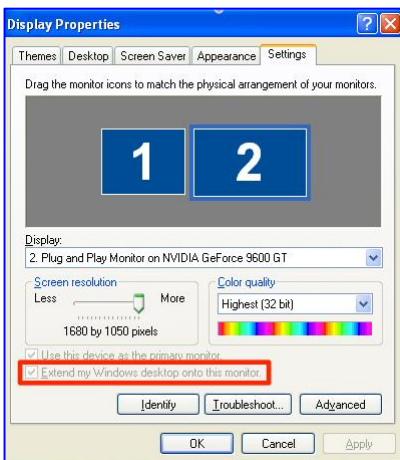 Display Properties
Themes Desktop Screen Saver Appearance Settings
Drag the monitor icons to match the physical arrangement of your monitors.
1 2
Display:
2. Plug and Play Monitor on NVIDIA GeForce 9600 GT
Screen resolution
Less More
1680 by 1050 pixels
Color quality
Highest (32 bit)
Use this device as the primary monitor.
Extend my Windows desktop onto this monitor.
Identify Troubleshoot... Advanced
OK Cancel Apply